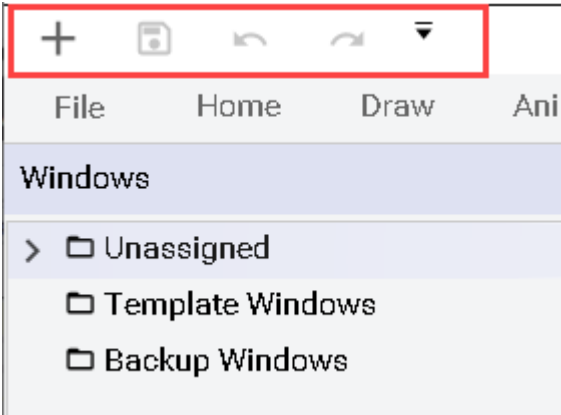 File Home Draw Ani
Windows
Unassigned
Template Windows
Backup Windows